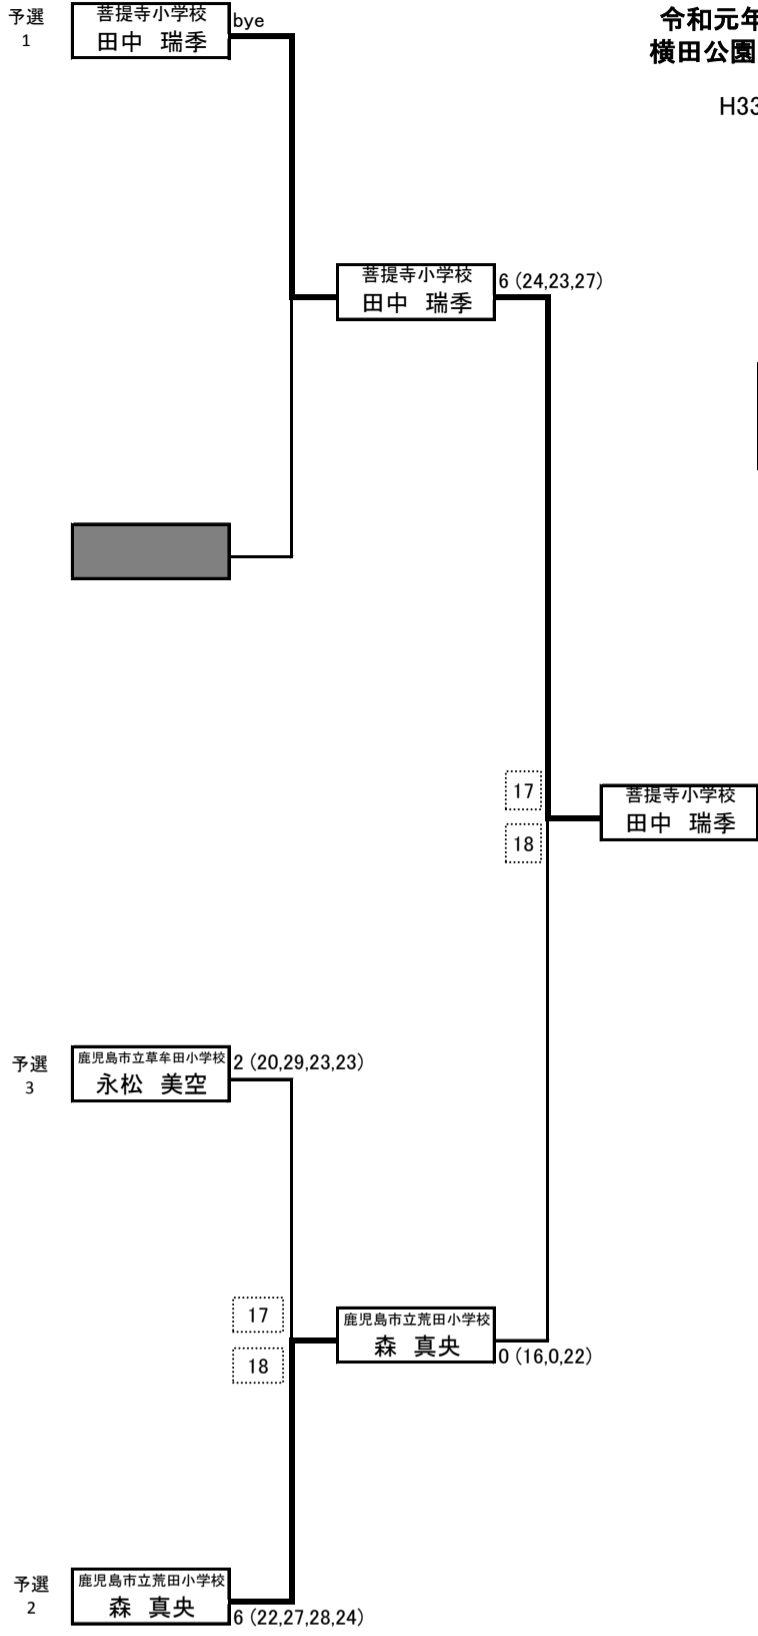 予選
1
菩提寺小学校
田中 瑞季
bye
令和元年
横田公園
H33
菩提寺小学校
田中 瑞季
6 (24,23,27)
17
18
菩提寺小学校
田中 瑞季
予選
3
鹿児島市立草牟田小学校
永松 美空
2 (20,29,23,23)
17
18
鹿児島市立荒田小学校
森 真央
0 (16,0,22)
予選
2
鹿児島市立荒田小学校
森 真央
6 (22,27,28,24)